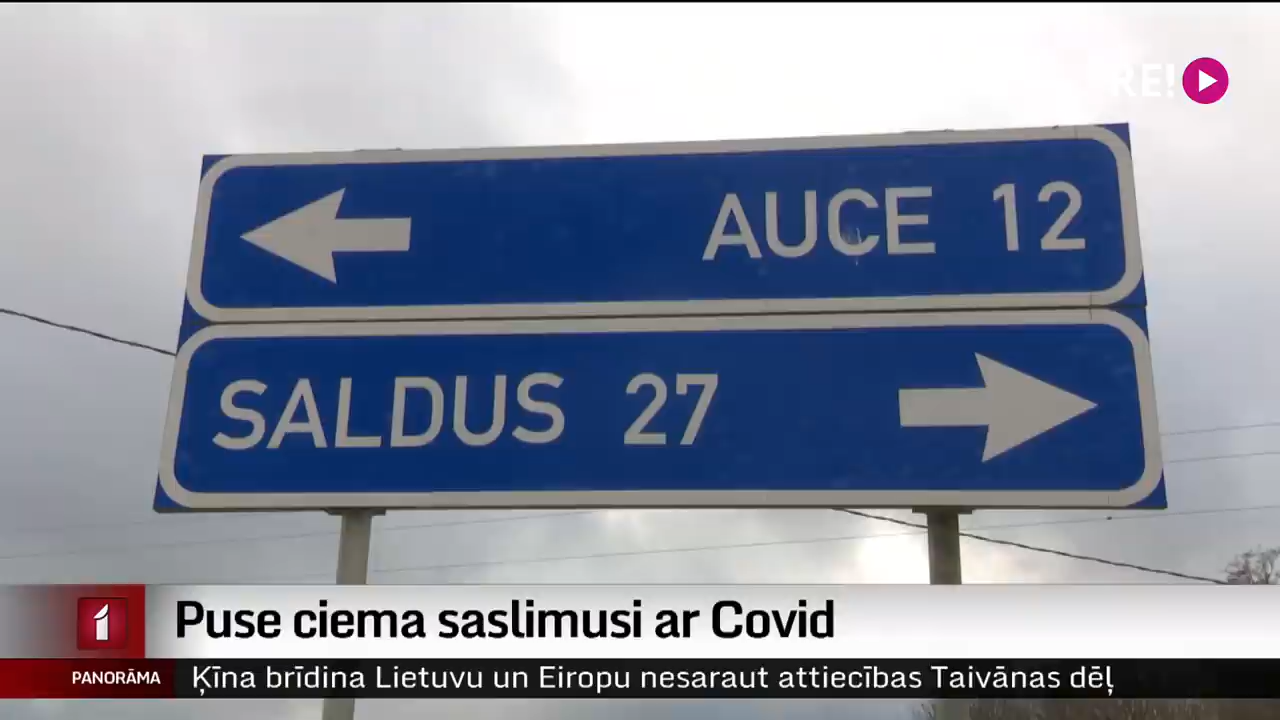 RE!
AUCE 12
SALDUS 27
1
Puse ciema saslimusi ar Covid
PANORĀMA
Ķīna brīdina Lietuvu un Eiropu nesaraut attiecības Taivānas dēļ